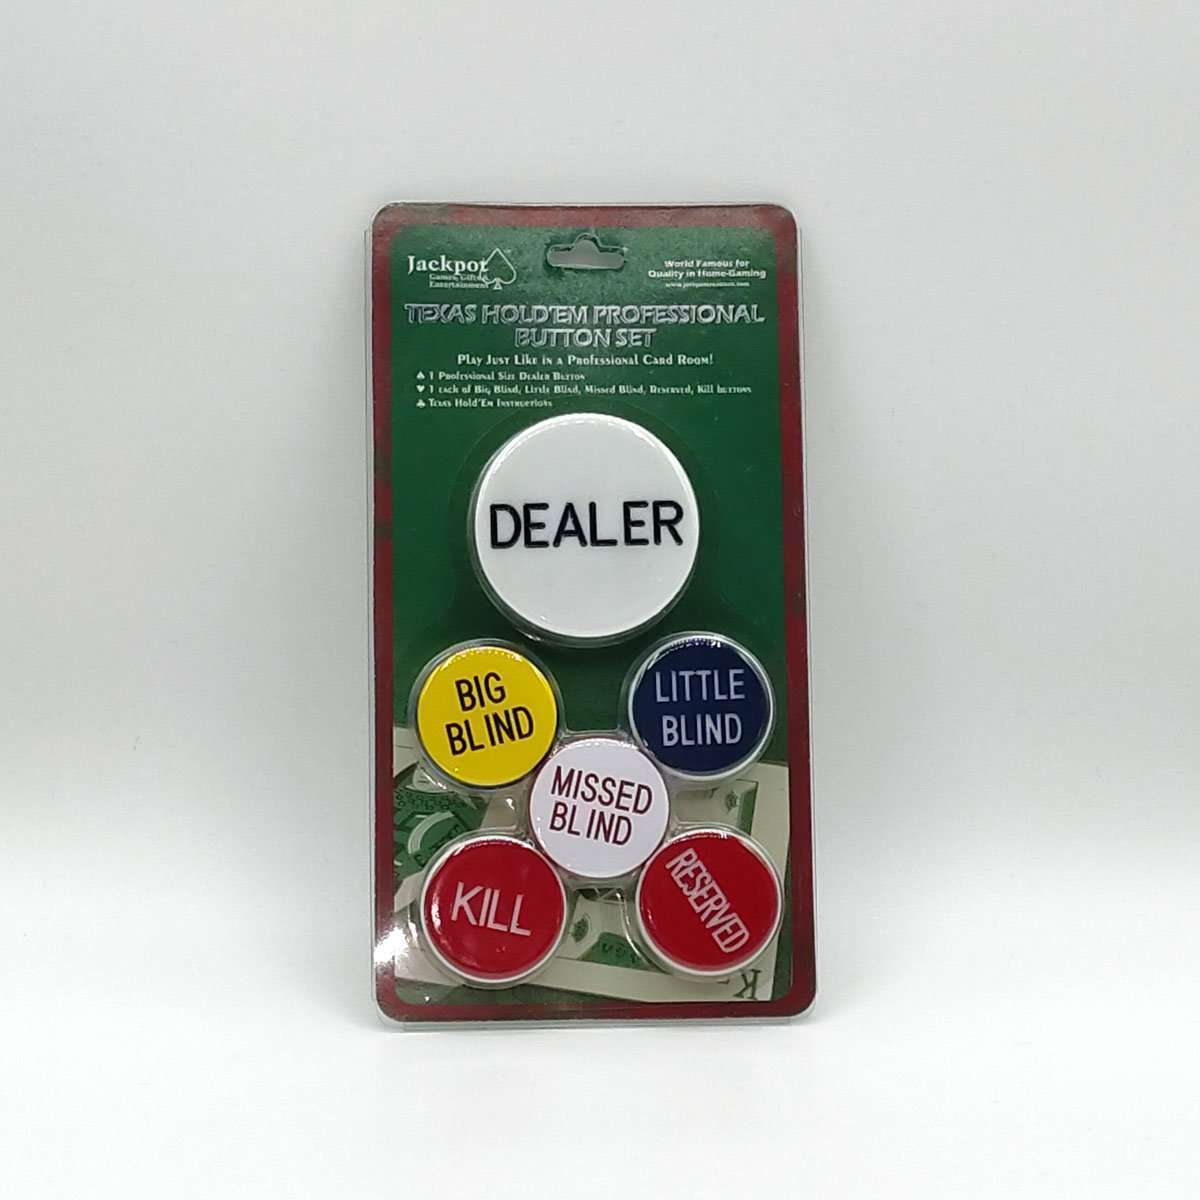 Jackpot
Games, Gifts &
Entertainment
World Famous for
Quality in Home-Gaming
TEXAS HOLD'EM PROFESSIONAL
BUTTON SET
PLAY JUST LIKE IN A PROFESSIONAL CARD ROOM!
♠ 1 PROFESSIONAL SIZE DEALER BUTTON
♥ 1 EACH OF BIG BLIND, LITTLE BLIND, MISSED BLIND, RESERVED, KILL BUTTONS
♣ TEXAS HOLD'EM INSTRUCTIONS
DEALER
BIG
BLIND
LITTLE
BLIND
MISSED
BLIND
KILL
RESERVED
K